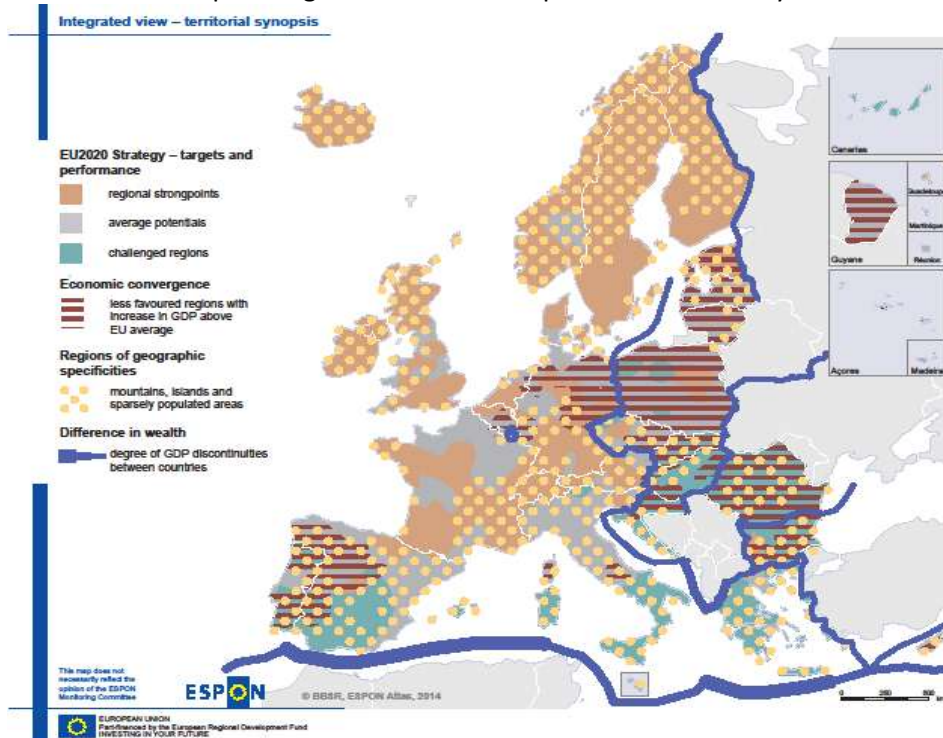 Integrated view – territorial synopsis
EU2020 Strategy – targets and
performance
regional strongpoints
average potentials
challenged regions
Economic convergence
less favoured regions with
increase in GDP above
EU average
Regions of geographic
specificities
mountains, islands and
sparsely populated areas
Difference in wealth
degree of GDP discontinuities
between countries
Canarias
Guadeloupe
Martinique
Guyane
Réunion
Açores
Madeira
This map does not
necessarily reflect the
opinion of the ESPON
Monitoring Committee
ESPON
© BBSR, ESPON Atlas, 2014
0 250 500
EUROPEAN UNION
Part-financed by the European Regional Development Fund
INVESTING IN YOUR FUTURE